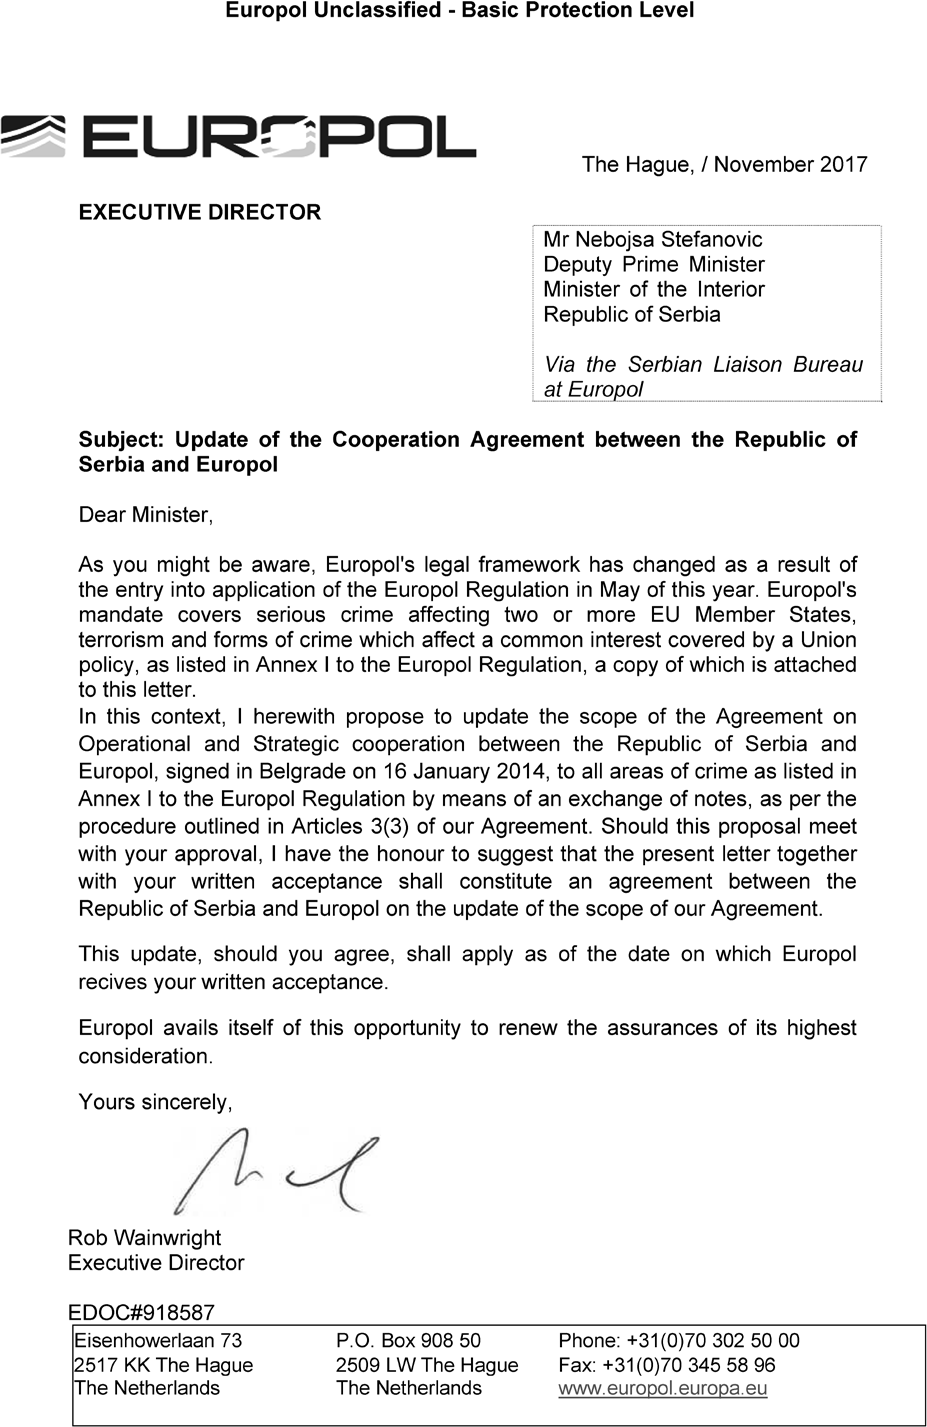 Europol Unclassified - Basic Protection Level
EUROPOL
The Hague, / November 2017
EXECUTIVE DIRECTOR
Mr Nebojsa Stefanovic
Deputy Prime Minister
Minister of the Interior
Republic of Serbia
Via the Serbian Liaison Bureau
at Europol
Subject: Update of the Cooperation Agreement between the Republic of
Serbia and Europol
Dear Minister,
As you might be aware, Europol's legal framework has changed as a result of
the entry into application of the Europol Regulation in May of this year. Europol's
mandate covers serious crime affecting two or more EU Member States,
terrorism and forms of crime which affect a common interest covered by a Union
policy, as listed in Annex I to the Europol Regulation, a copy of which is attached
to this letter.
In this context, I herewith propose to update the scope of the Agreement on
Operational and Strategic cooperation between the Republic of Serbia and
Europol, signed in Belgrade on 16 January 2014, to all areas of crime as listed in
Annex I to the Europol Regulation by means of an exchange of notes, as per the
procedure outlined in Articles 3(3) of our Agreement. Should this proposal meet
with your approval, I have the honour to suggest that the present letter together
with your written acceptance shall constitute an agreement between the
Republic of Serbia and Europol on the update of the scope of our Agreement.
This update, should you agree, shall apply as of the date on which Europol
recives your written acceptance.
Europol avails itself of this opportunity to renew the assurances of its highest
consideration.
Yours sincerely,
Rob Wainwright
Executive Director
EDOC#918587
Eisenhowerlaan 73 P.O. Box 908 50 Phone: +31(0)70 302 50 00
2517 KK The Hague 2509 LW The Hague Fax: +31(0)70 345 58 96
The Netherlands The Netherlands www.europol.europa.eu